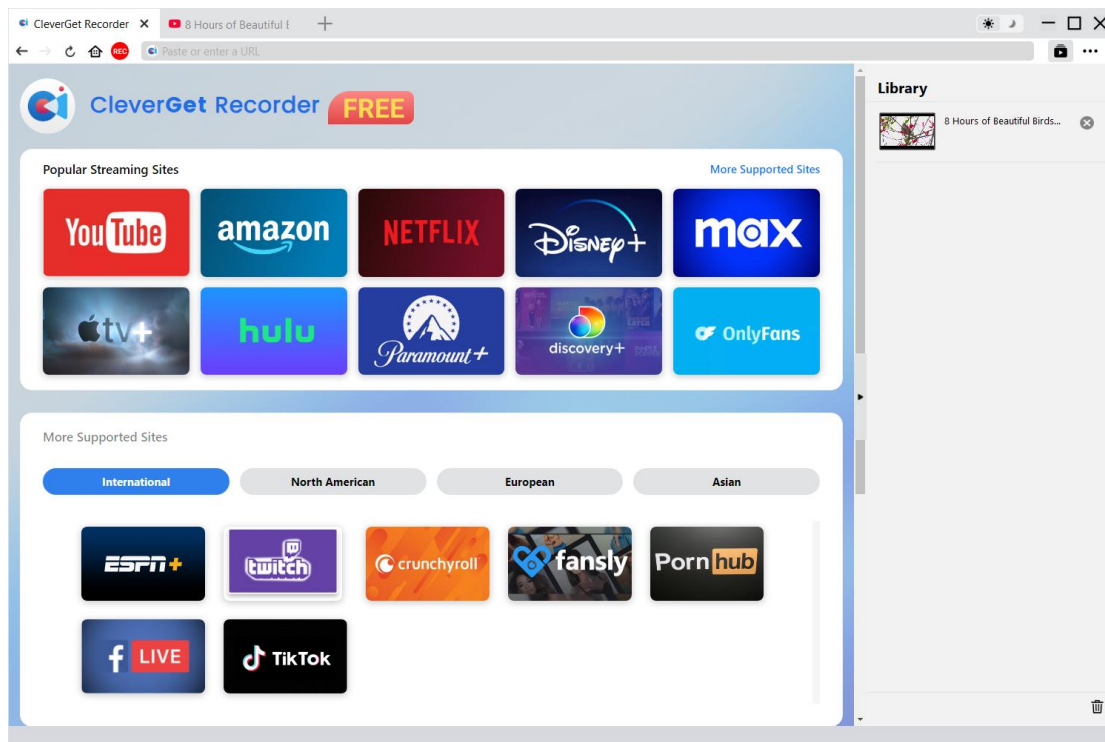 CleverGet Recorder
8 Hours of Beautiful
REC
Paste or enter a URL
CleverGet Recorder FREE
Library
8 Hours of Beautiful Birds...
Popular Streaming Sites
More Supported Sites
YouTube
amazon
NETFLIX
Disney+
max
tv+
hulu
Paramount+
discovery+
OnlyFans
More Supported Sites
International
North American
European
Asian
ESPN+
twitch
crunchyroll
fansly
Pornhub
f LIVE
TikTok